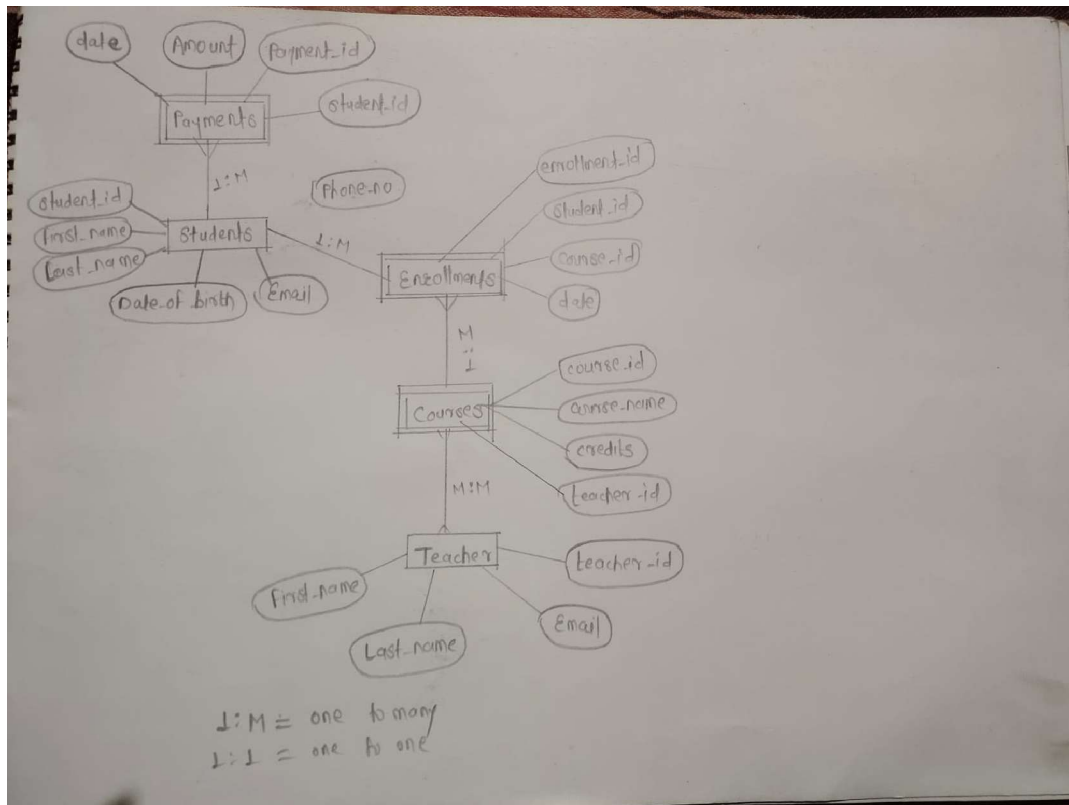 date
Amount
Payment_id
student_id
Payments
1:M
Phone_no
student_id
First_name
Last_name
Students
Date_of_birth
Email
1:M
enrollment_id
student_id
course_id
date
Enrollments
M:1
course_id
course_name
credits
teacher_id
Courses
M:M
Teacher
teacher_id
First_name
Last_name
Email
1:M = one to many
1:1 = one to one